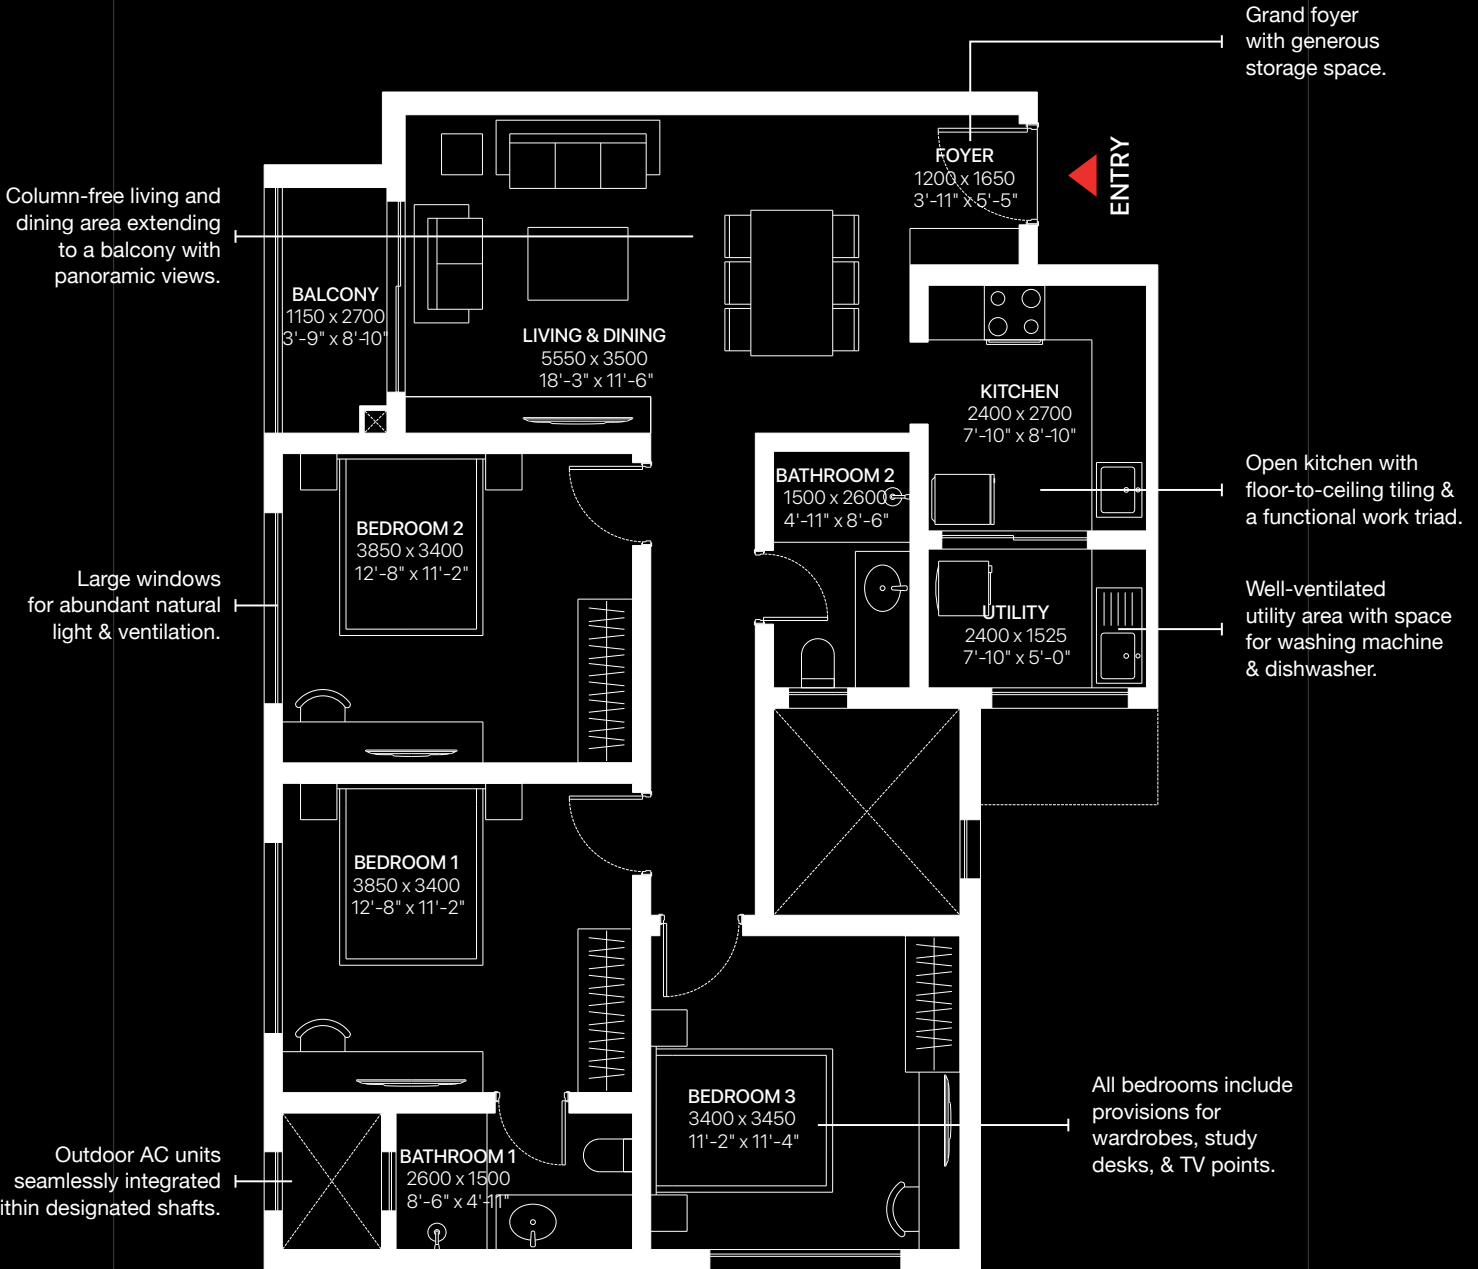 Grand foyer
with generous
storage space.
ENTRY
FOYER
1200 x 1650
3'-11" x 5'-5"
Column-free living and
dining area extending
to a balcony with
panoramic views.
BALCONY
1150 x 2700
3'-9" x 8'-10"
LIVING & DINING
5550 x 3500
18'-3" x 11'-6"
KITCHEN
2400 x 2700
7'-10" x 8'-10"
Open kitchen with
floor-to-ceiling tiling &
a functional work triad.
BATHROOM 2
1500 x 2600
4'-11" x 8'-6"
BEDROOM 2
3850 x 3400
12'-8" x 11'-2"
Large windows
for abundant natural
light & ventilation.
UTILITY
2400 x 1525
7'-10" x 5'-0"
Well-ventilated
utility area with space
for washing machine
& dishwasher.
BEDROOM 1
3850 x 3400
12'-8" x 11'-2"
BEDROOM 3
3400 x 3450
11'-2" x 11'-4"
All bedrooms include
provisions for
wardrobes, study
desks, & TV points.
BATHROOM 1
2600 x 1500
8'-6" x 4'-11"
Outdoor AC units
seamlessly integrated
ithin designated shafts.